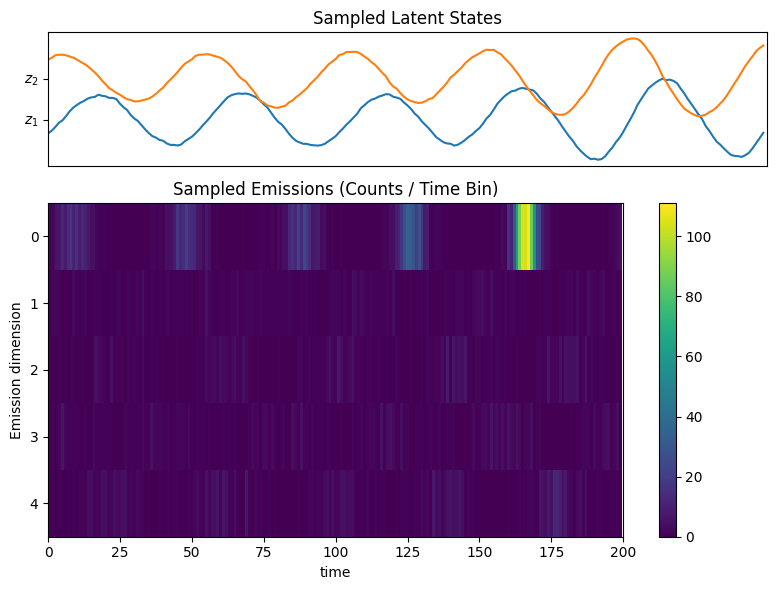 Sampled Latent States
z2
z1
Sampled Emissions (Counts / Time Bin)
Emission dimension
0
1
2
3
4
0 25 50 75 100 125 150 175 200
time
100
80
60
40
20
0